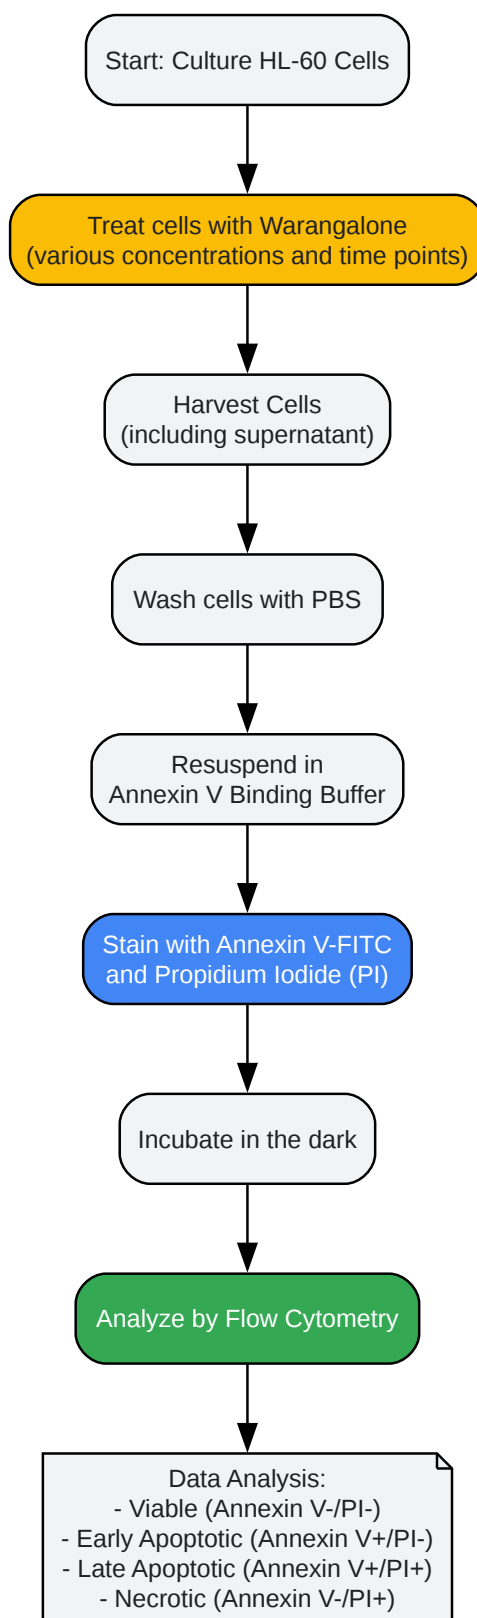 Start: Culture HL-60 Cells
Treat cells with Warangalone
(various concentrations and time points)
Harvest Cells
(including supernatant)
Wash cells with PBS
Resuspend in
Annexin V Binding Buffer
Stain with Annexin V-FITC
and Propidium Iodide (PI)
Incubate in the dark
Analyze by Flow Cytometry
Data Analysis:
- Viable (Annexin V-/PI-)
- Early Apoptotic (Annexin V+/PI-)
- Late Apoptotic (Annexin V+/PI+)
- Necrotic (Annexin V-/PI+)